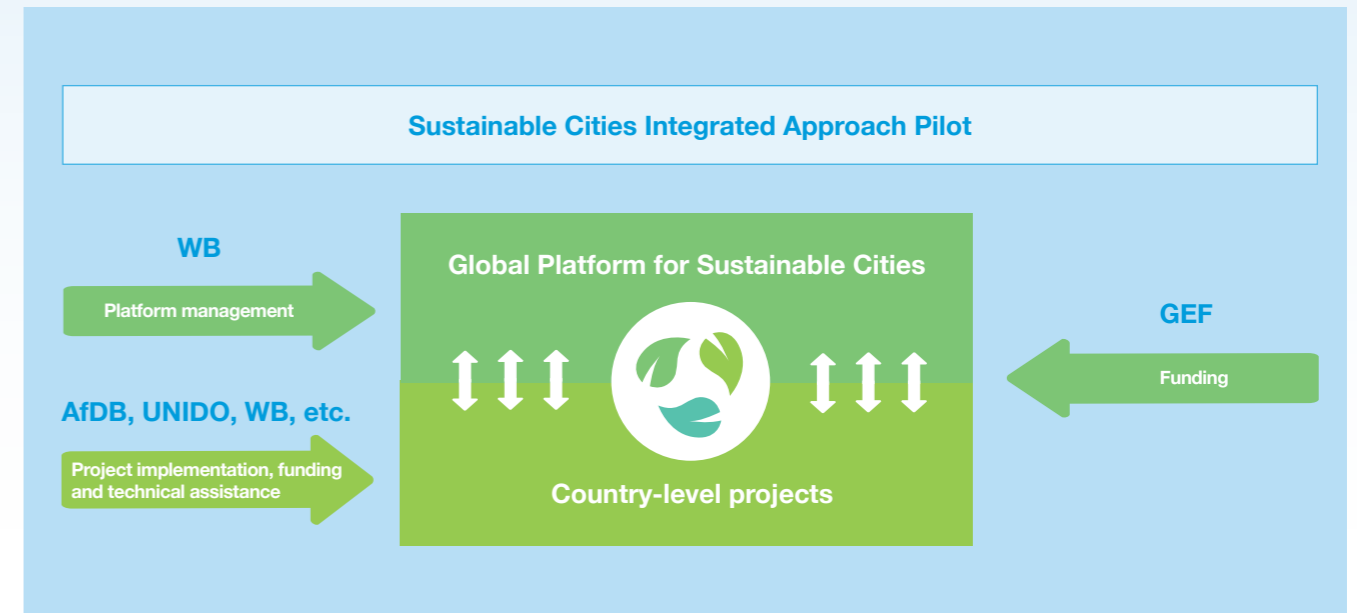 Sustainable Cities Integrated Approach Pilot
WB
Platform management
AfDB, UNIDO, WB, etc.
Project implementation, funding
and technical assistance
Global Platform for Sustainable Cities
Country-level projects
GEF
Funding